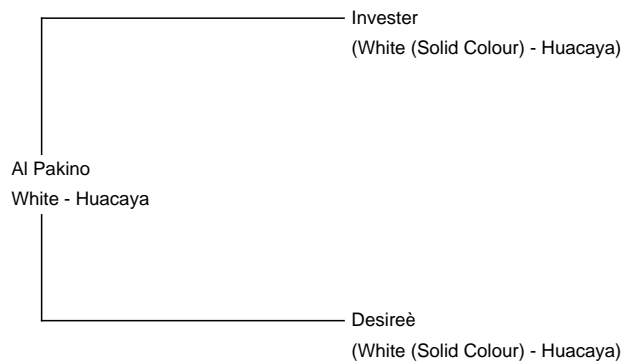 Invester
(White (Solid Colour) - Huacaya)
Al Pakino
White - Huacaya
Desireè
(White (Solid Colour) - Huacaya)